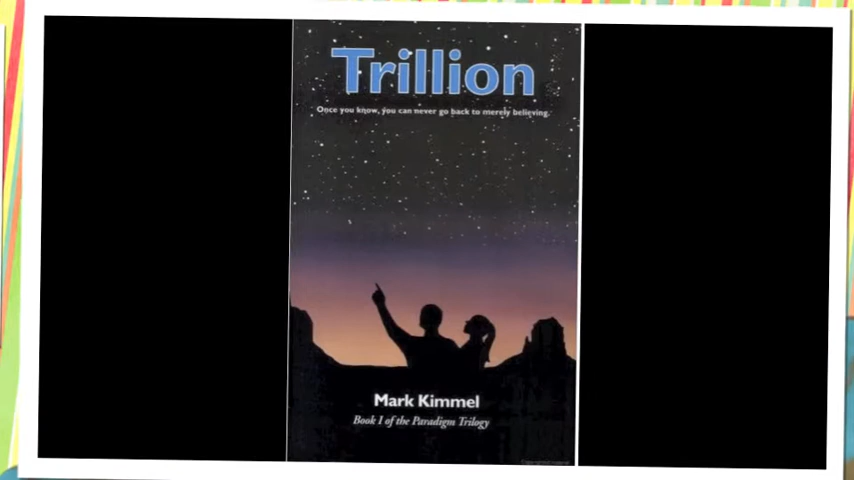 Trillion
Once you know, you can never go back to merely believing.
Mark Kimmel
Book I of the Paradigm Trilogy